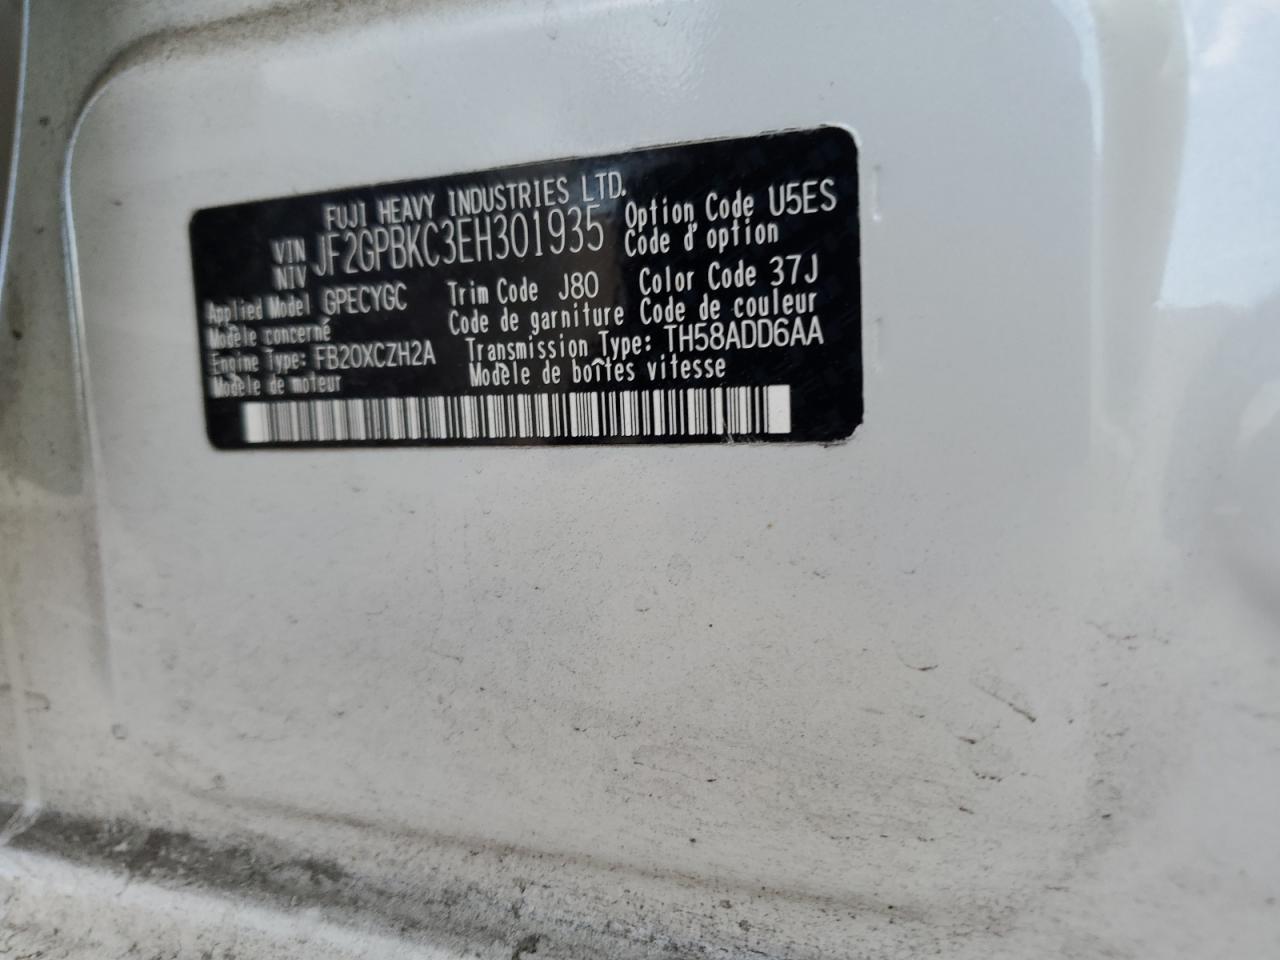 FUJI HEAVY INDUSTRIES LTD.
VIN
NIV
JF2GPBKC3EH301935
Option Code U5ES
Code d'option
Applied Model GPECYGC
Modèle concerné
Trim Code J80
Code de garniture
Color Code 37J
Code de couleur
Engine Type: FB20XCZH2A
Modèle de moteur
Transmission Type: TH58ADD6AA
Modèle de boîtes vitesse